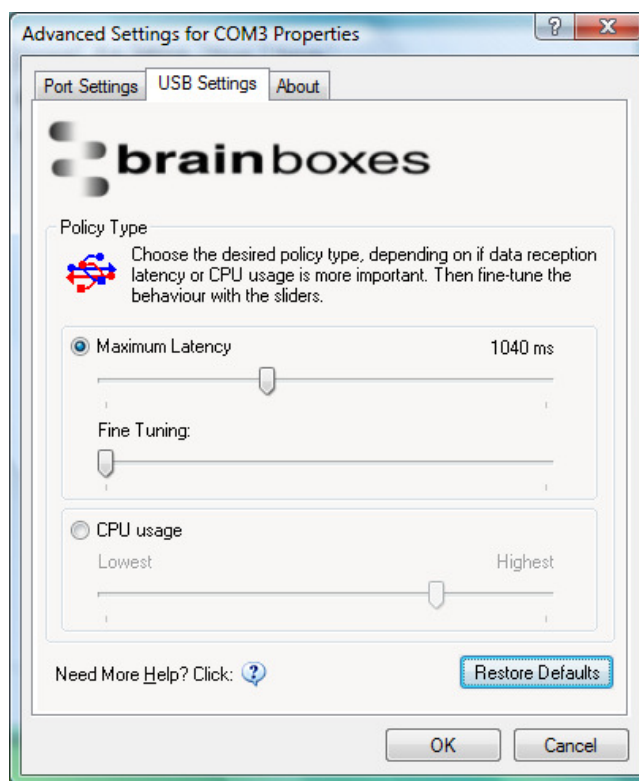 Advanced Settings for COM3 Properties
Port Settings USB Settings About
brainboxes
Policy Type
Choose the desired policy type, depending on if data reception
latency or CPU usage is more important. Then fine-tune the
behaviour with the sliders.
Maximum Latency 1040 ms
Fine Tuning:
CPU usage
Lowest Highest
Need More Help? Click: ? Restore Defaults
OK Cancel